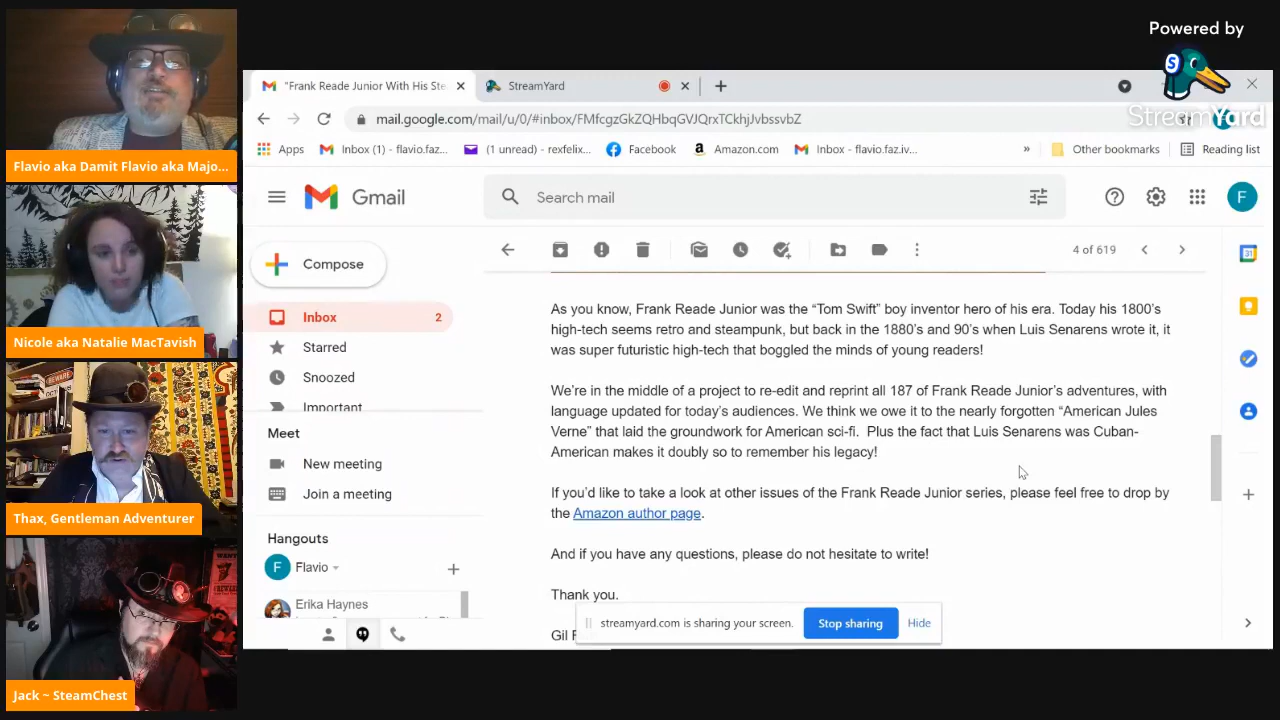 Powered by
StreamYard
Flavio aka Damit Flavio aka Majo...
Nicole aka Natalie MacTavish
Thax, Gentleman Adventurer
Jack ~ SteamChest
"Frank Reade Junior With His Ste
StreamYard
mail.google.com/mail/u/0/#inbox/FMfcgzGkZQHbqGVJQrxTCkhjJvbssvbZ
Apps
Inbox (1) - flavio.faz...
(1 unread) - rexfelix...
Facebook
Amazon.com
Inbox - flavio.faz.iv...
»
Other bookmarks
Reading list
Gmail
Search mail
F
Compose
4 of 619
Inbox 2
Starred
Snoozed
Important
Meet
New meeting
Join a meeting
Hangouts
F Flavio
Erika Haynes
As you know, Frank Reade Junior was the “Tom Swift” boy inventor hero of his era. Today his 1800’s
high-tech seems retro and steampunk, but back in the 1880’s and 90’s when Luis Senarens wrote it, it
was super futuristic high-tech that boggled the minds of young readers!
We’re in the middle of a project to re-edit and reprint all 187 of Frank Reade Junior’s adventures, with
language updated for today’s audiences. We think we owe it to the nearly forgotten “American Jules
Verne” that laid the groundwork for American sci-fi.  Plus the fact that Luis Senarens was Cuban-
American makes it doubly so to remember his legacy!
If you’d like to take a look at other issues of the Frank Reade Junior series, please feel free to drop by
the Amazon author page.
And if you have any questions, please do not hesitate to write!
Thank you.
Gil
streamyard.com is sharing your screen.
Stop sharing
Hide